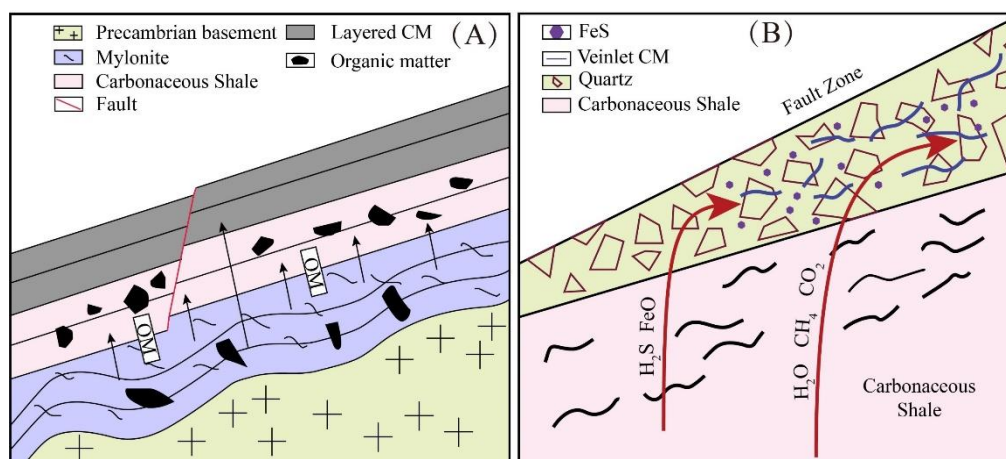 Precambrian basement
Layered CM
(A)
Mylonite
Organic matter
Carbonaceous Shale
Fault
OM
OM
(B)
FeS
Veinlet CM
Quartz
Carbonaceous Shale
Fault Zone
H₂S FeO
H₂O CH₄ CO₂
Carbonaceous
Shale